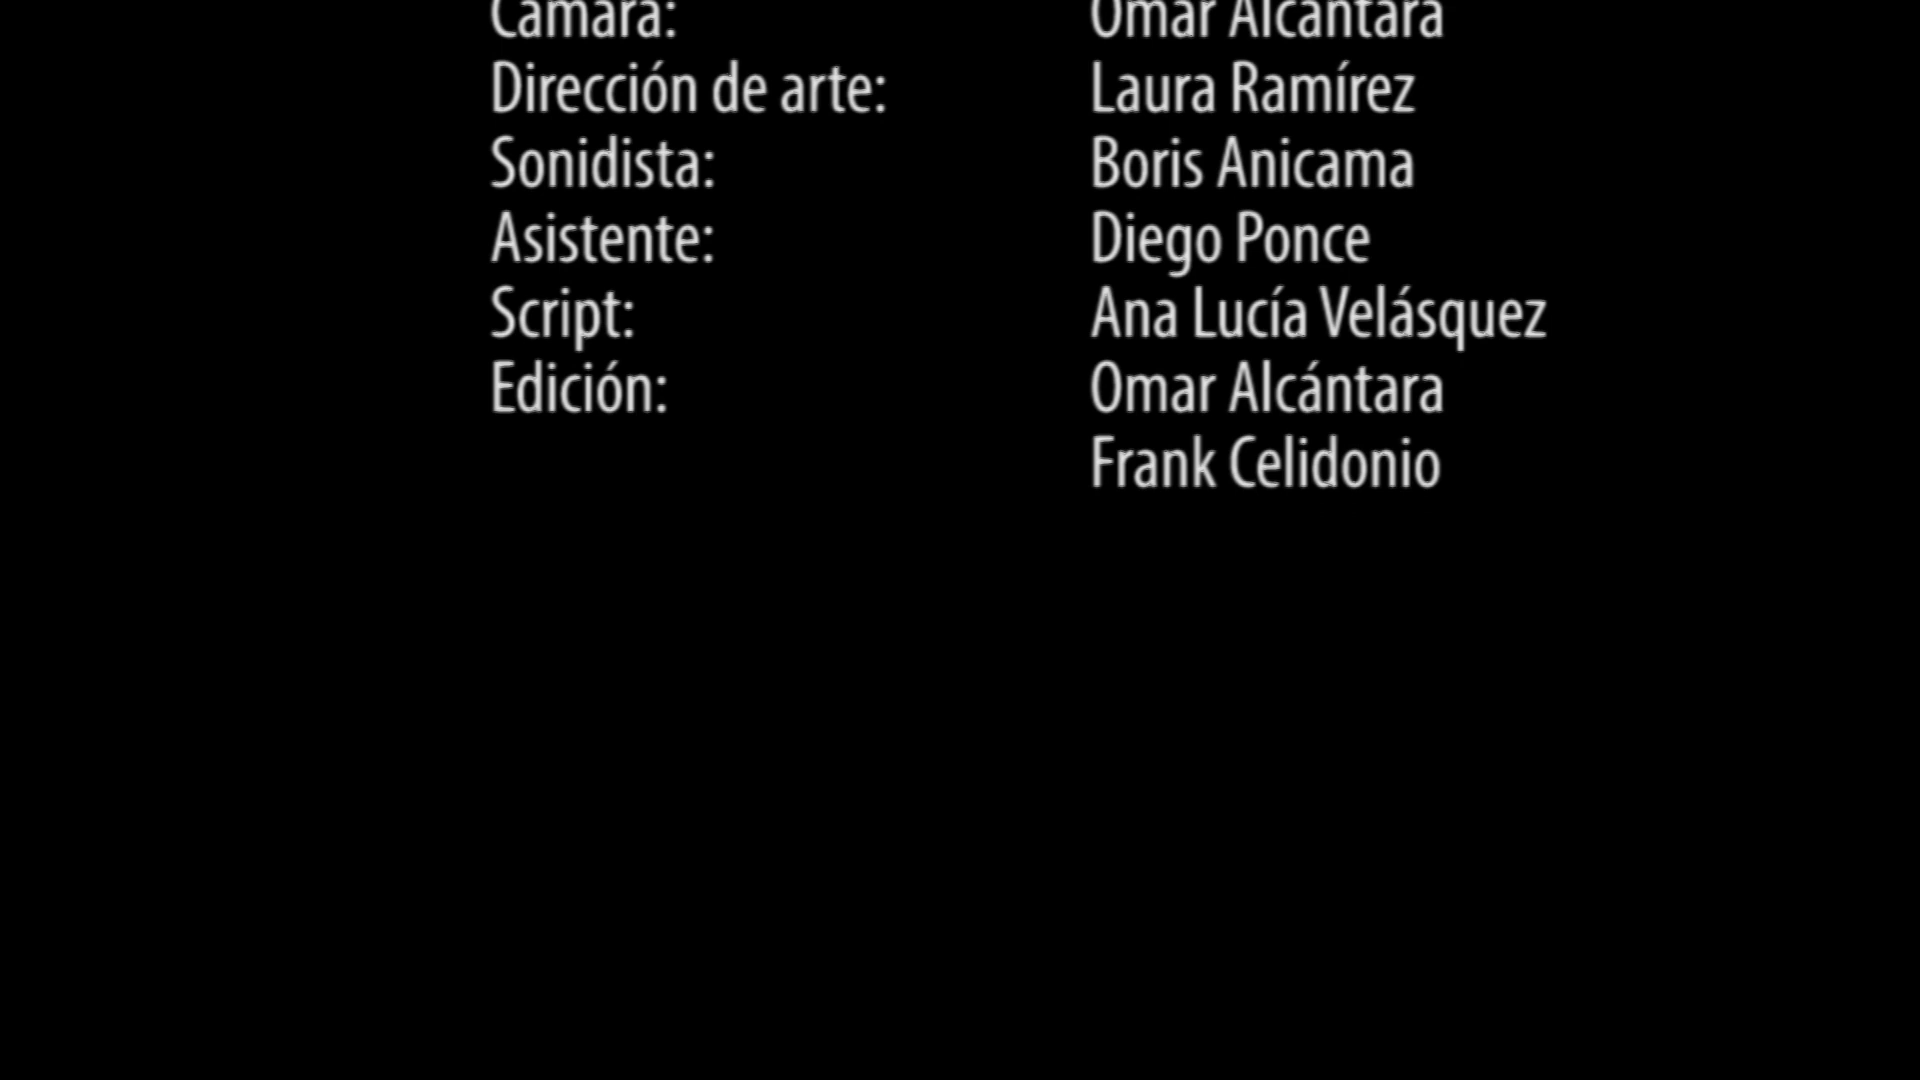 Cámara: Omar Alcántara
Dirección de arte: Laura Ramírez
Sonidista: Boris Anicama
Asistente: Diego Ponce
Script: Ana Lucía Velásquez
Edición: Omar Alcántara
Frank Celidonio